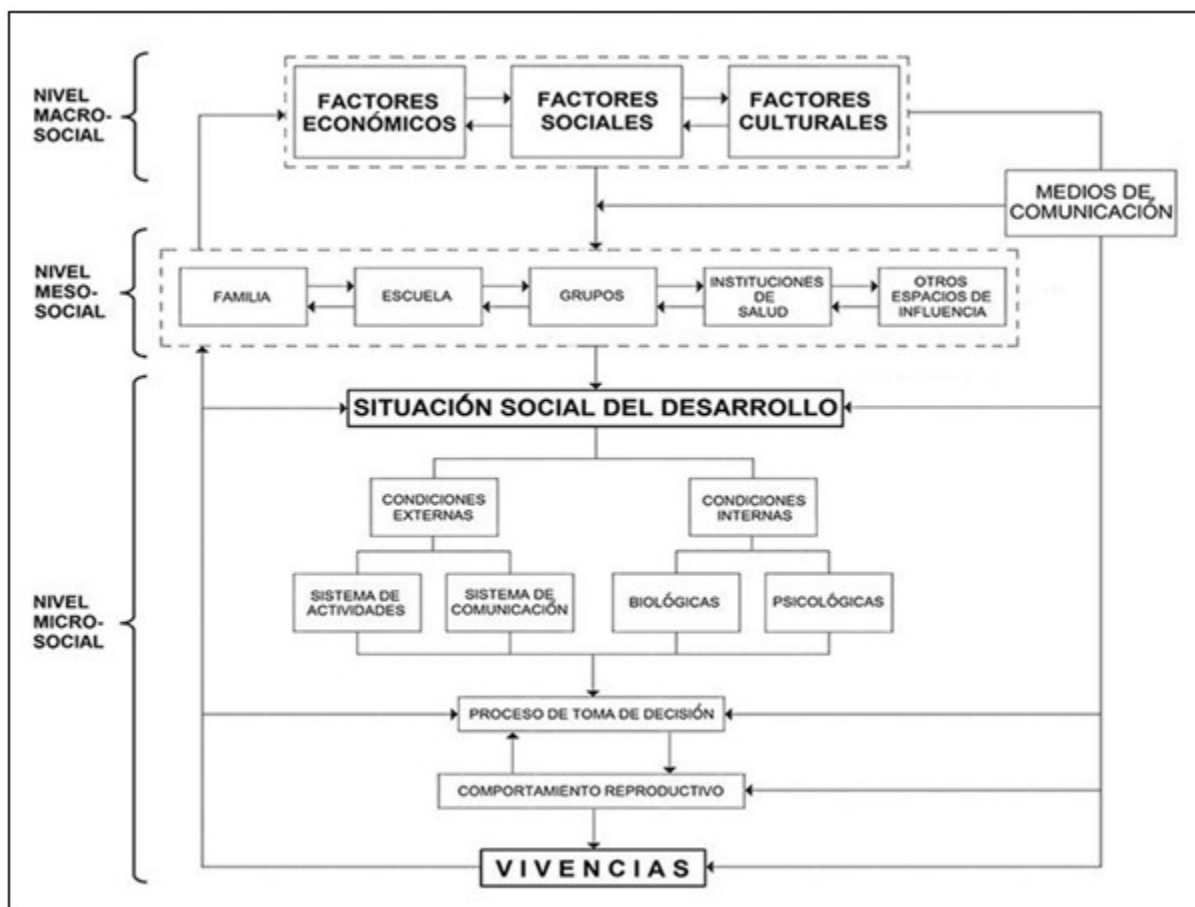 NIVEL
MACRO-
SOCIAL
FACTORES
ECONÓMICOS
FACTORES
SOCIALES
FACTORES
CULTURALES
MEDIOS DE
COMUNICACIÓN
NIVEL
MESO-
SOCIAL
FAMILIA
ESCUELA
GRUPOS
INSTITUCIONES
DE
SALUD
OTROS
ESPACIOS DE
INFLUENCIA
SITUACIÓN SOCIAL DEL DESARROLLO
CONDICIONES
EXTERNAS
CONDICIONES
INTERNAS
NIVEL
MICRO-
SOCIAL
SISTEMA DE
ACTIVIDADES
SISTEMA DE
COMUNICACIÓN
BIOLÓGICAS
PSICOLÓGICAS
PROCESO DE TOMA DE DECISIÓN
COMPORTAMIENTO REPRODUCTIVO
VIVENCIAS